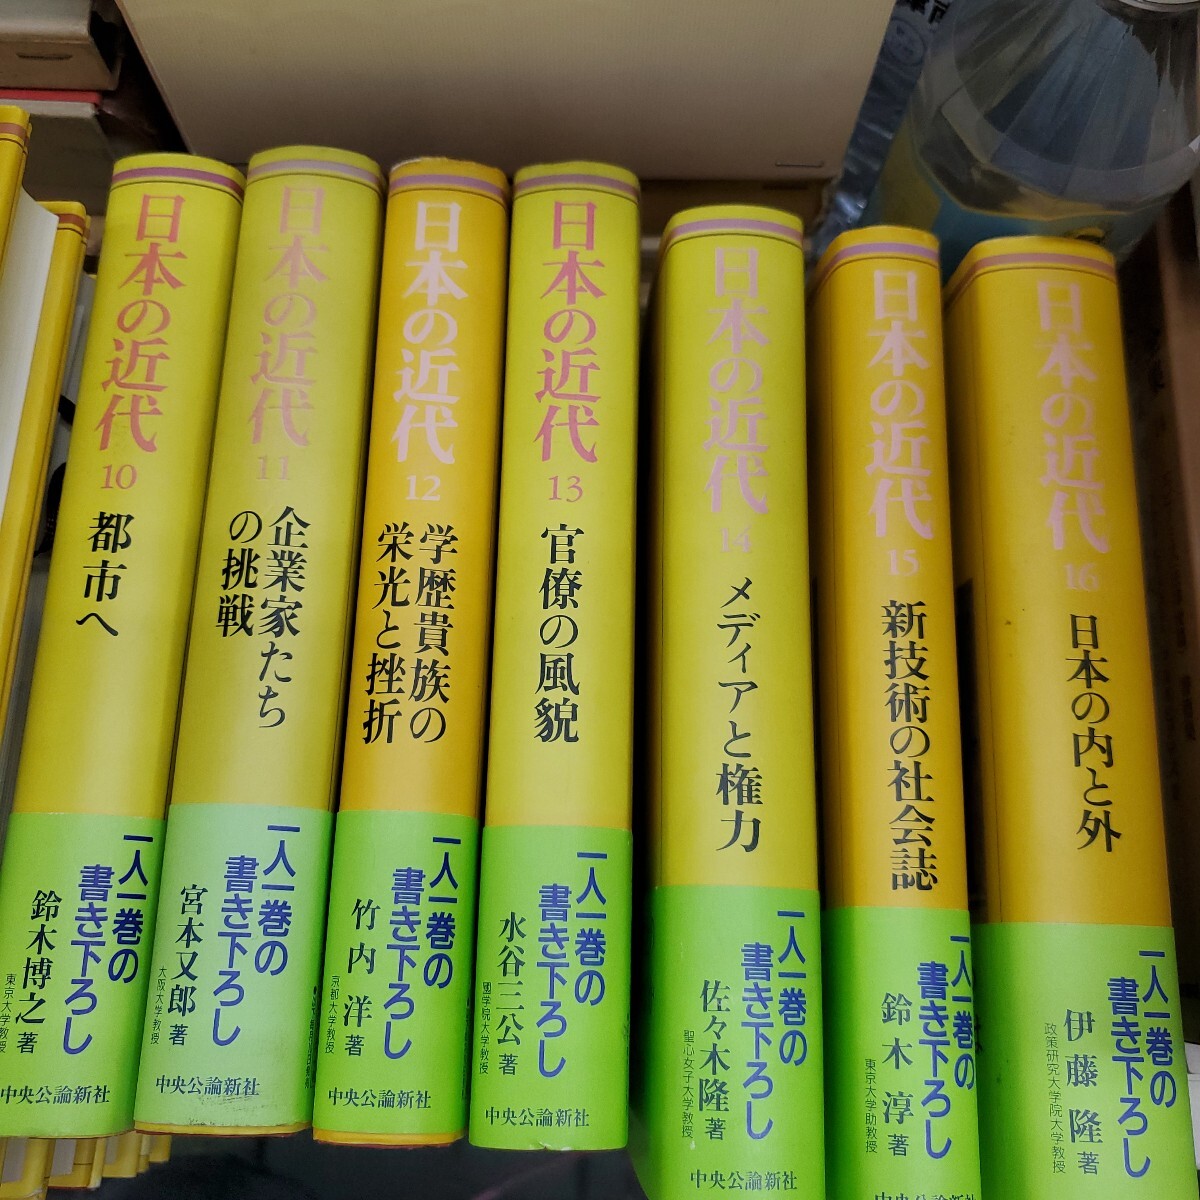 日本の近代
10
都市へ
一人一巻の
書き下ろし
鈴木博之 著
東京大学教授
中央公論新社
日本の近代
11
企業家たち
の挑戦
一人一巻の
書き下ろし
宮本又郎 著
大阪大学教授
中央公論新社
日本の近代
12
学歴貴族の
栄光と挫折
一人一巻の
書き下ろし
竹内 洋 著
京都大学教授
中央公論新社
日本の近代
13
官僚の風貌
一人一巻の
書き下ろし
水谷三公 著
國學院大學教授
中央公論新社
日本の近代
14
メディアと権力
一人一巻の
書き下ろし
佐々木隆 著
聖心女子大学教授
中央公論新社
日本の近代
15
新技術の社会誌
一人一巻の
書き下ろし
鈴木 淳 著
東京大学助教授
中央公論新社
日本の近代
16
日本の内と外
一人一巻の
書き下ろし
伊藤 隆 著
政策研究大学院大学教授